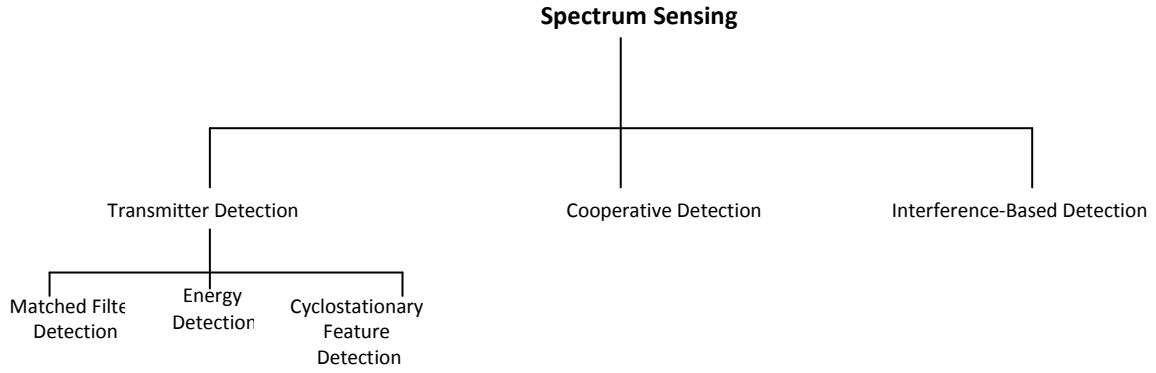 Spectrum Sensing
Transmitter Detection
Cooperative Detection
Interference-Based Detection
Matched Filte
Detection
Energy
Detection
Cyclostationary
Feature
Detection